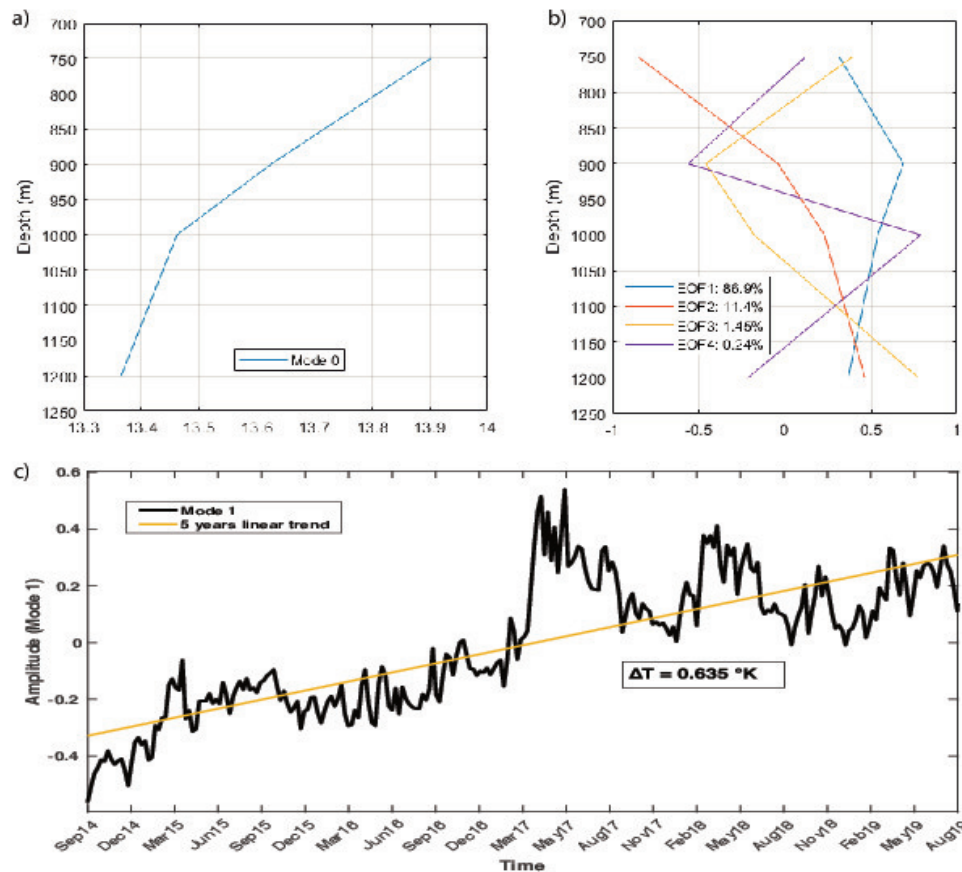 a)
700
750
800
850
900
950
1000
1050
1100
1150
1200
1250
Depth (m)
Mode 0
13.3 13.4 13.5 13.6 13.7 13.8 13.9 14
b)
700
750
800
850
900
950
1000
1050
1100
1150
1200
1250
Depth (m)
EOF1: 86.9%
EOF2: 11.4%
EOF3: 1.45%
EOF4: 0.24%
-1 -0.5 0 0.5 1
c)
0.6
0.4
0.2
0
-0.2
-0.4
Amplitude (Mode 1)
Mode 1
5 years linear trend
ΔT = 0.635 °K
Sep14 Dec14 Mar15 Jun15 Sep15 Dec15 Mar16 Jun16 Sep16 Dec16 Mar17 May17 Aug17 Nov17 Feb18 May18 Aug18 Nov18 Feb19 May19 Aug19
Time